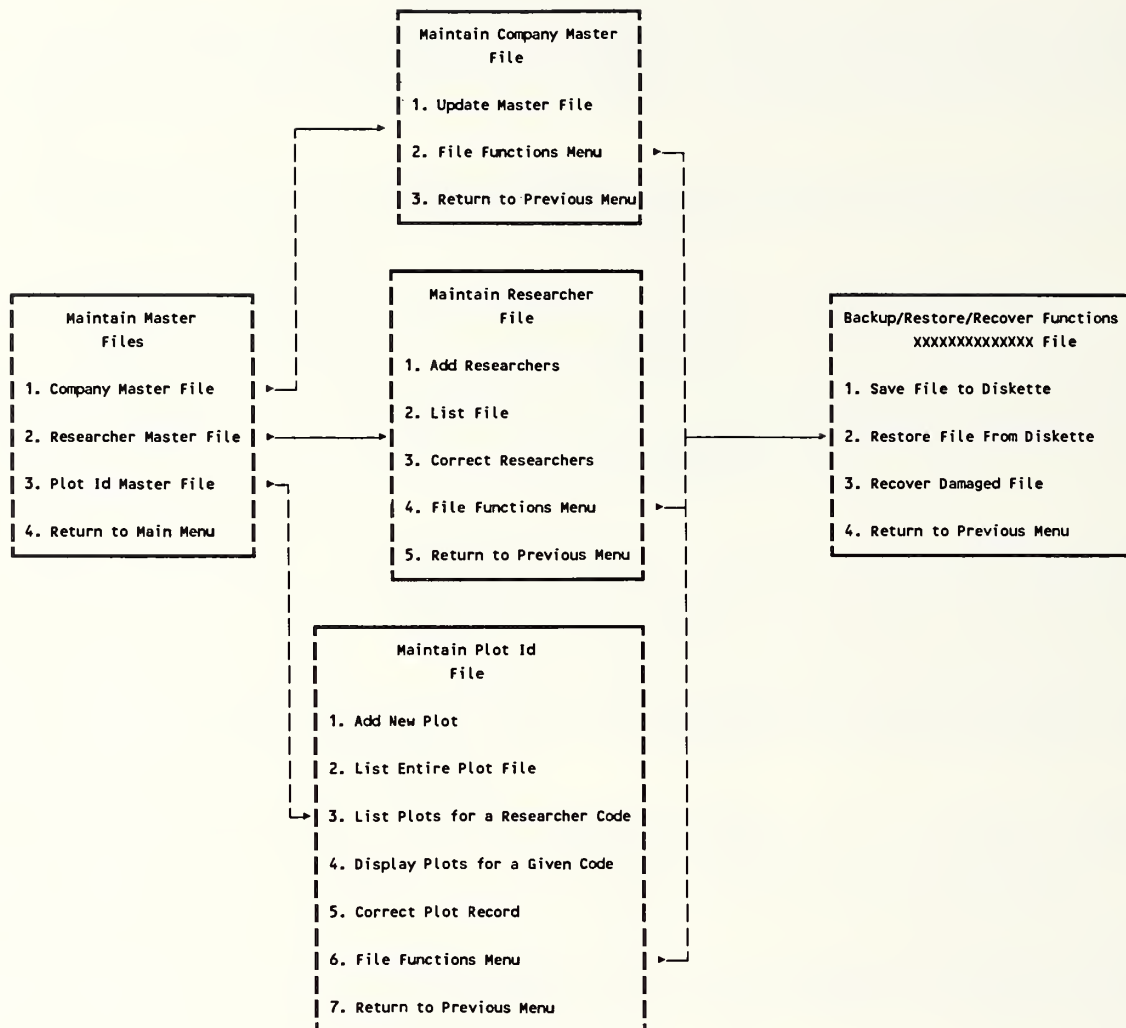 Maintain Company Master
File
1. Update Master File
2. File Functions Menu
3. Return to Previous Menu
Maintain Master
Files
1. Company Master File
2. Researcher Master File
3. Plot Id Master File
4. Return to Main Menu
Maintain Researcher
File
1. Add Researchers
2. List File
3. Correct Researchers
4. File Functions Menu
5. Return to Previous Menu
Backup/Restore/Recover Functions
XXXXXXXXXXXXXX File
1. Save File to Diskette
2. Restore File From Diskette
3. Recover Damaged File
4. Return to Previous Menu
Maintain Plot Id
File
1. Add New Plot
2. List Entire Plot File
3. List Plots for a Researcher Code
4. Display Plots for a Given Code
5. Correct Plot Record
6. File Functions Menu
7. Return to Previous Menu